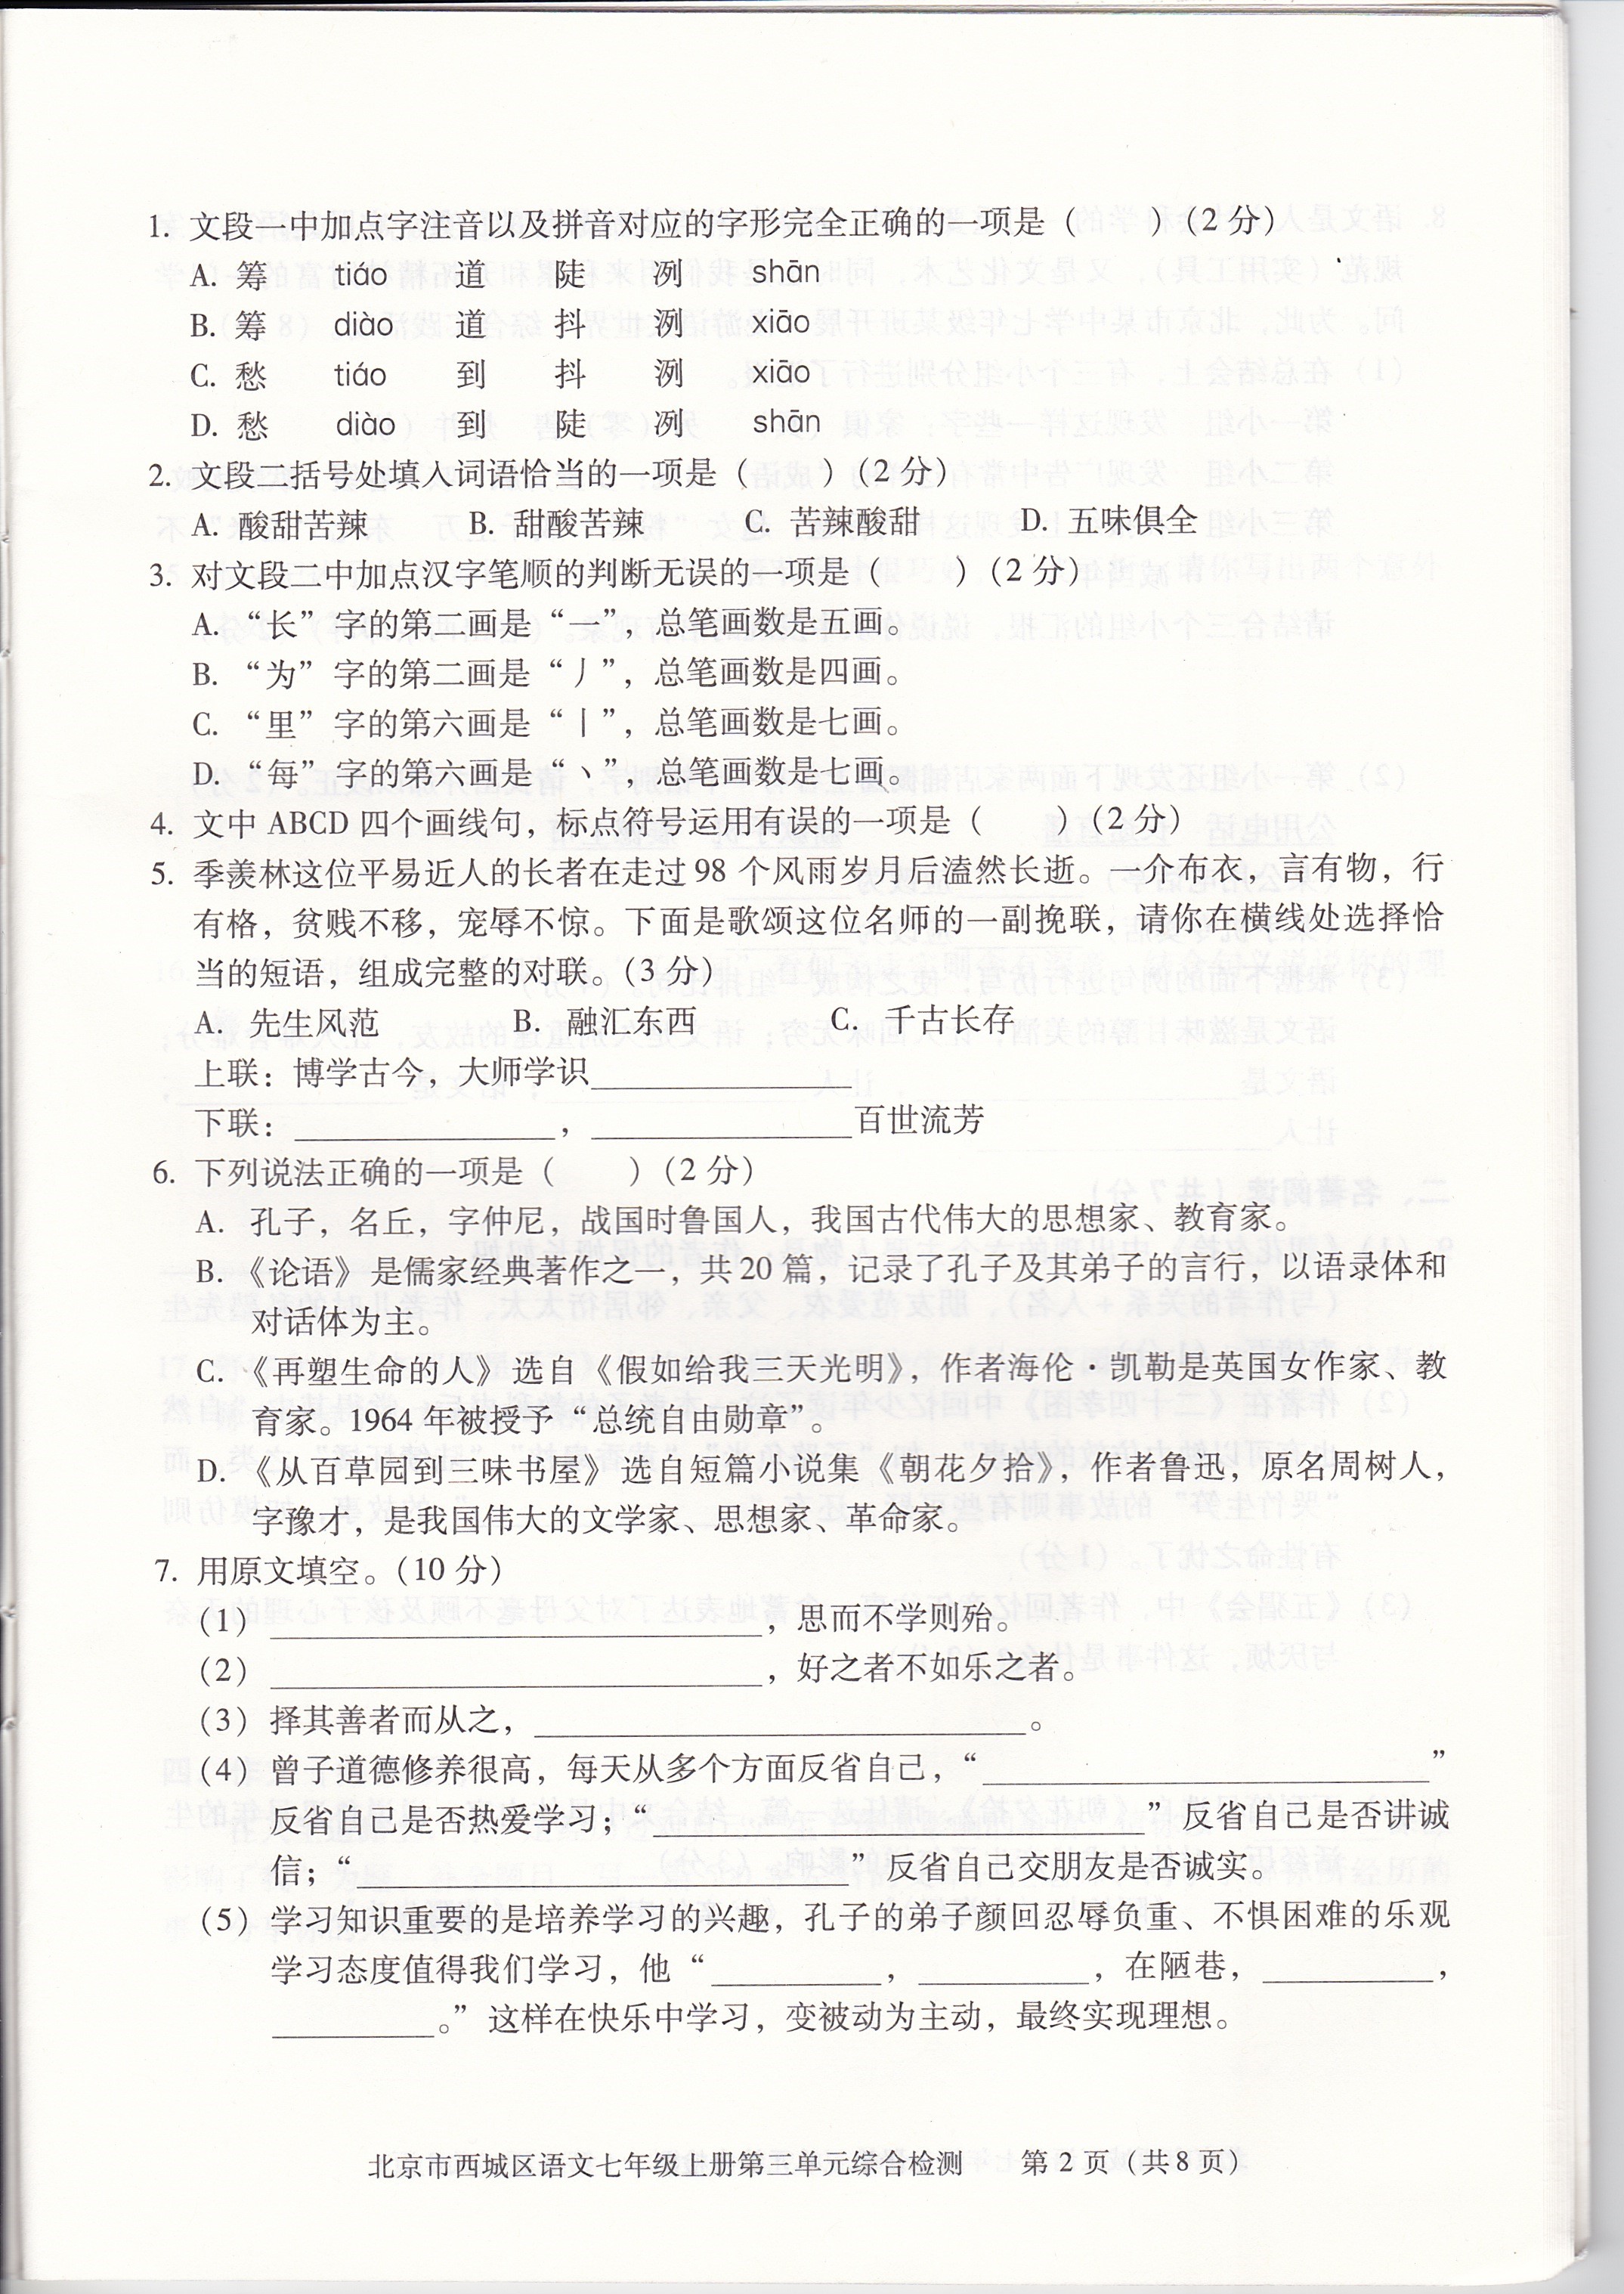 1. 文段一中加点字注音以及拼音对应的字形完全正确的一项是（　　）（2 分）
A. 筹　tiáo　道　陡　冽　shān
B. 筹　diào　道　抖　洌　xiāo
C. 愁　tiáo　到　抖　洌　xiāo
D. 愁　diào　到　陡　冽　shān
2. 文段二括号处填入词语恰当的一项是（　　）（2 分）
A. 酸甜苦辣　B. 甜酸苦辣　C. 苦辣酸甜　D. 五味俱全
3. 对文段二中加点汉字笔顺的判断无误的一项是（　　）（2 分）
A. “长”字的第二画是“一”，总笔画数是五画。
B. “为”字的第二画是“丿”，总笔画数是四画。
C. “里”字的第六画是“丨”，总笔画数是七画。
D. “每”字的第六画是“丶”，总笔画数是七画。
4. 文中 ABCD 四个画线句，标点符号运用有误的一项是（　　）（2 分）
5. 季羡林这位平易近人的长者在走过 98 个风雨岁月后溘然长逝。一介布衣，言有物，行
有格，贫贱不移，宠辱不惊。下面是歌颂这位名师的一副挽联，请你在横线处选择恰
当的短语，组成完整的对联。（3 分）
A. 先生风范　B. 融汇东西　C. 千古长存
上联：博学古今，大师学识________
下联：________，________百世流芳
6. 下列说法正确的一项是（　　）（2 分）
A. 孔子，名丘，字仲尼，战国时鲁国人，我国古代伟大的思想家、教育家。
B. 《论语》是儒家经典著作之一，共 20 篇，记录了孔子及其弟子的言行，以语录体和
对话体为主。
C. 《再塑生命的人》选自《假如给我三天光明》，作者海伦·凯勒是英国女作家、教
育家。1964 年被授予“总统自由勋章”。
D. 《从百草园到三味书屋》选自短篇小说集《朝花夕拾》，作者鲁迅，原名周树人，
字豫才，是我国伟大的文学家、思想家、革命家。
7. 用原文填空。（10 分）
（1）________________，思而不学则殆。
（2）________________，好之者不如乐之者。
（3）择其善者而从之，________________。
（4）曾子道德修养很高，每天从多个方面反省自己，“________________”
反省自己是否热爱学习；“________________”反省自己是否讲诚
信；“________________”反省自己交朋友是否诚实。
（5）学习知识重要的是培养学习的兴趣，孔子的弟子颜回忍辱负重、不惧困难的乐观
学习态度值得我们学习，他“______，______，在陋巷，______，
______。”这样在快乐中学习，变被动为主动，最终实现理想。
北京市西城区语文七年级上册第三单元综合检测　第 2 页（共 8 页）